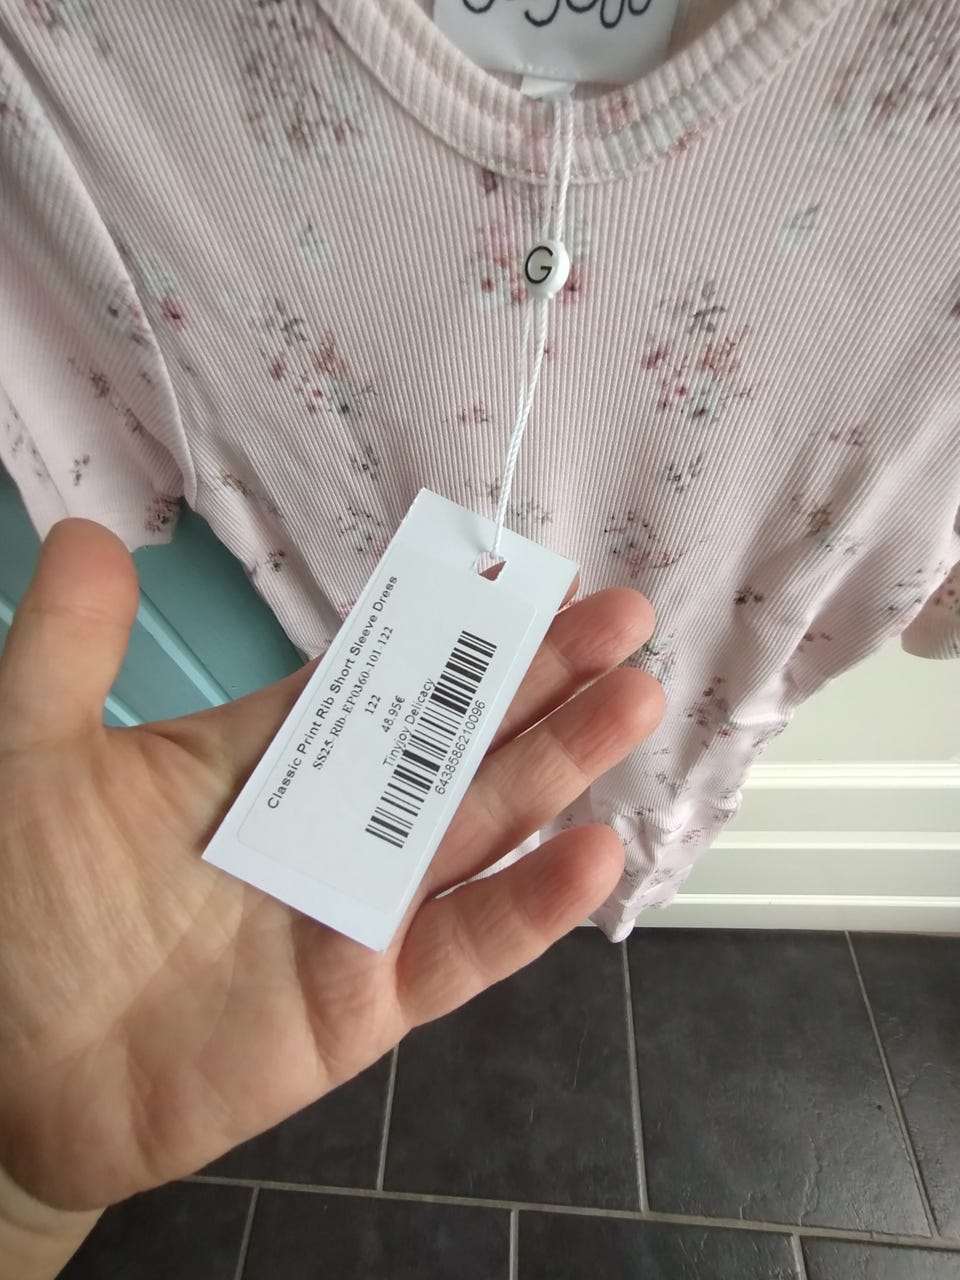 G
Classic Print Rib Short Sleeve Dress
SS25-RIB-EP0360-101-122
122
48.95€
Tinyjoy Delicacy
6438586210096